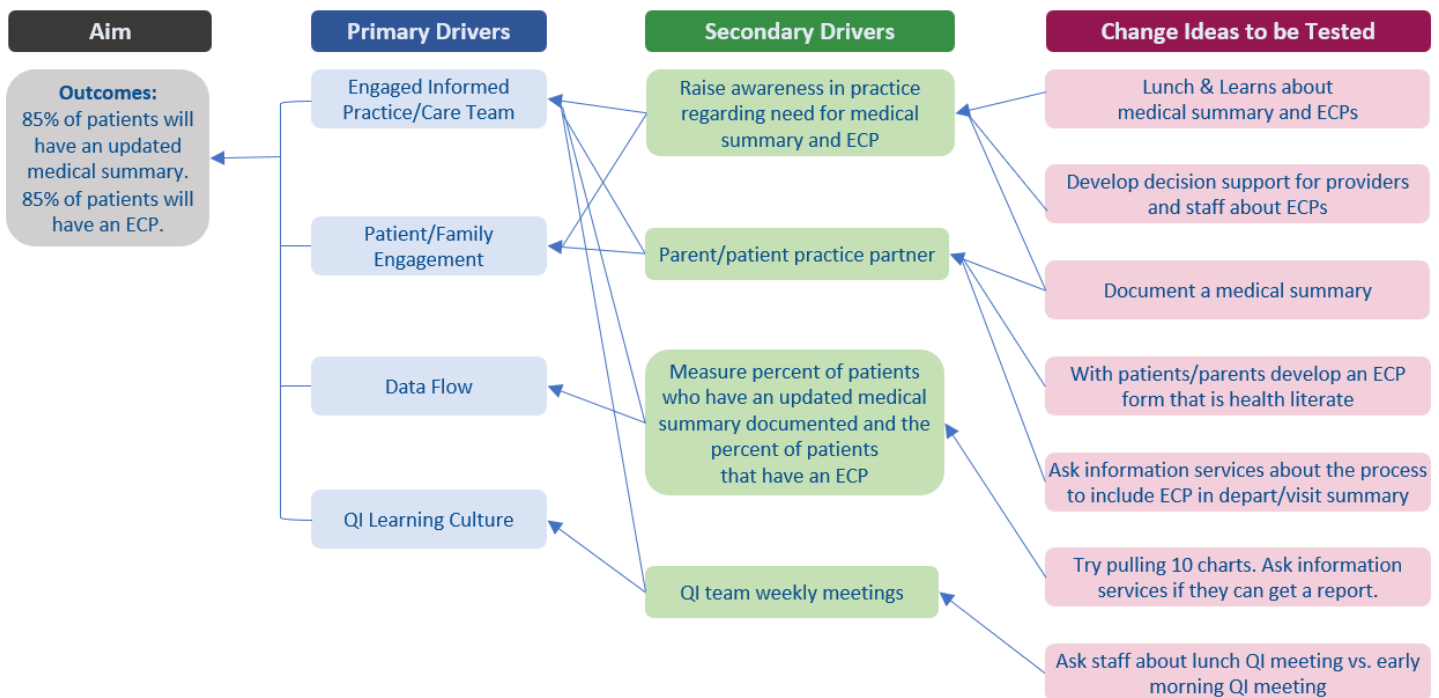 Aim
Primary Drivers
Secondary Drivers
Change Ideas to be Tested
Outcomes:
85% of patients will
have an updated
medical summary.
85% of patients will
have an ECP.
Engaged Informed
Practice/Care Team
Patient/Family
Engagement
Data Flow
QI Learning Culture
Raise awareness in practice
regarding need for medical
summary and ECP
Parent/patient practice partner
Measure percent of patients
who have an updated medical
summary documented and the
percent of patients
that have an ECP
QI team weekly meetings
Lunch & Learns about
medical summary and ECPs
Develop decision support for providers
and staff about ECPs
Document a medical summary
With patients/parents develop an ECP
form that is health literate
Ask information services about the process
to include ECP in depart/visit summary
Try pulling 10 charts. Ask information
services if they can get a report.
Ask staff about lunch QI meeting vs. early
morning QI meeting